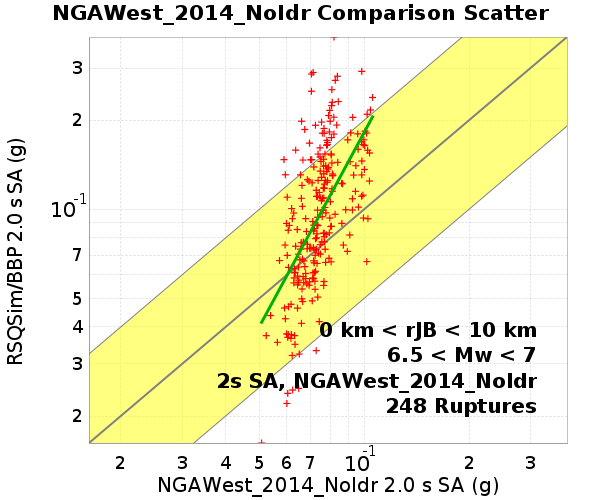 NGAWest_2014_NoIdr Comparison Scatter
RSQSim/BBP 2.0 s SA (g)
3
2
10-1
7
5
4
3
2
0 km < rJB < 10 km
6.5 < Mw < 7
2s SA, NGAWest_2014_NoIdr
248 Ruptures
2 3 4 5 6 7 10-1 2 3
NGAWest_2014_NoIdr 2.0 s SA (g)